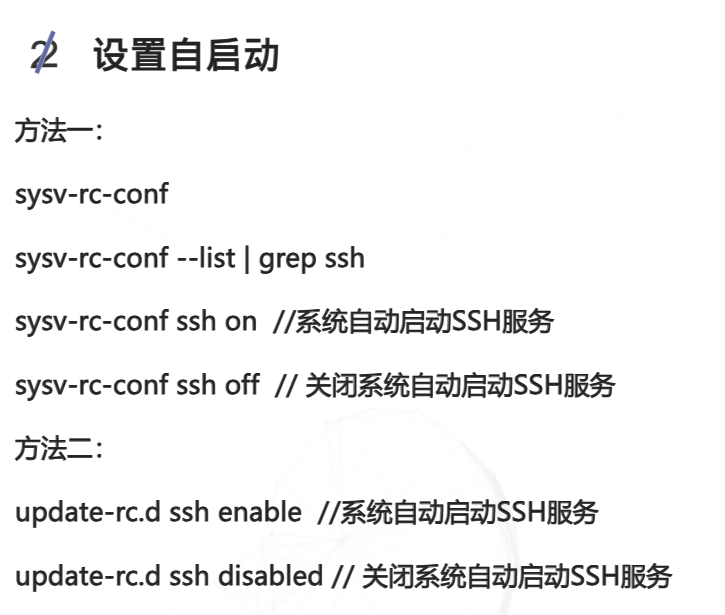 2 设置自启动
方法一：
sysv-rc-conf
sysv-rc-conf --list | grep ssh
sysv-rc-conf ssh on //系统自动启动SSH服务
sysv-rc-conf ssh off // 关闭系统自动启动SSH服务
方法二：
update-rc.d ssh enable //系统自动启动SSH服务
update-rc.d ssh disabled // 关闭系统自动启动SSH服务